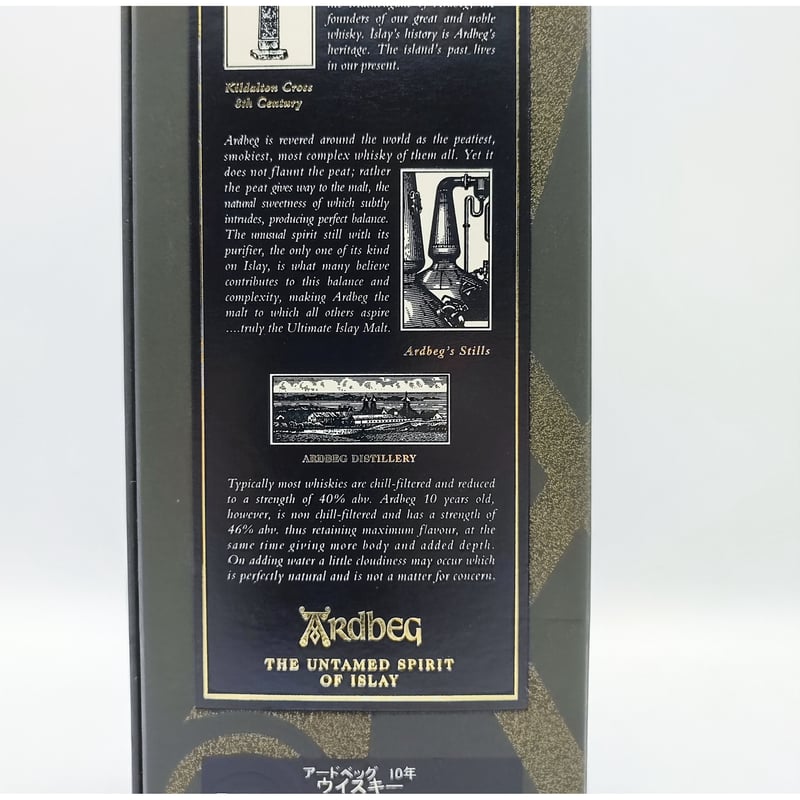 founders of our great and noble
whisky. Islay's history is Ardbeg's
heritage. The island's past lives
in our present.
Kildalton Cross
8th Century
Ardbeg is revered around the world as the peatiest,
smokiest, most complex whisky of them all. Yet it
does not flaunt the peat; rather
the peat gives way to the malt, the
natural sweetness of which subtly
intrudes, producing perfect balance.
The unusual spirit still with its
purifier, the only one of its kind
on Islay, is what many believe
contributes to this balance and
complexity, making Ardbeg the
malt to which all others aspire
....truly the Ultimate Islay Malt.
Ardbeg's Stills
ARDBEG DISTILLERY
Typically most whiskies are chill-filtered and reduced
to a strength of 40% abv. Ardbeg 10 years old,
however, is non chill-filtered and has a strength of
46% abv. thus retaining maximum flavour, at the
same time giving more body and added depth.
On adding water a little cloudiness may occur which
is perfectly natural and is not a matter for concern.
ARDBEG
THE UNTAMED SPIRIT
OF ISLAY
アードベッグ 10年
ウイスキー